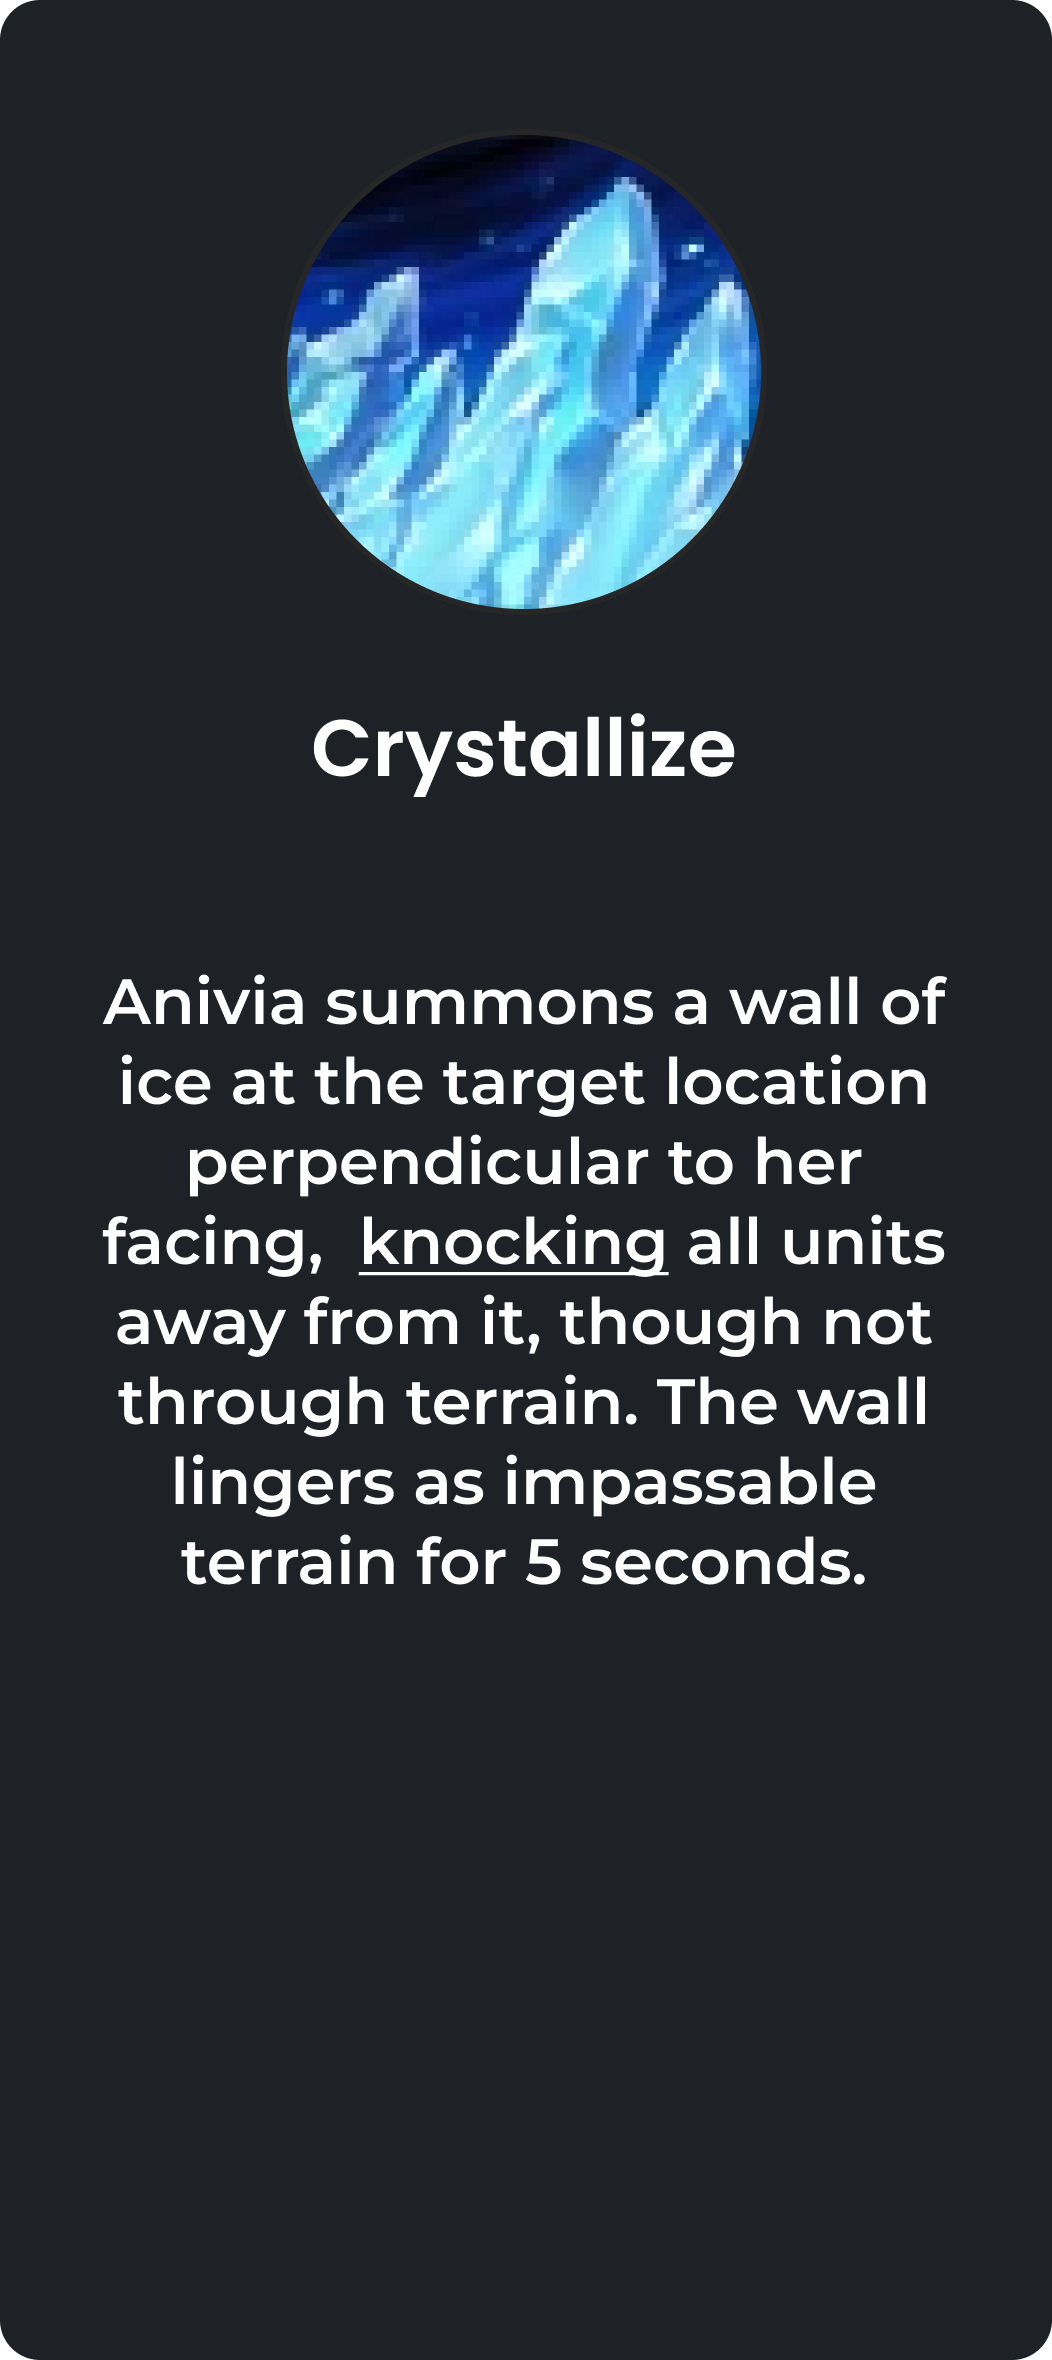 Crystallize
Anivia summons a wall of
ice at the target location
perpendicular to her
facing,  knocking all units
away from it, though not
through terrain. The wall
lingers as impassable
terrain for 5 seconds.